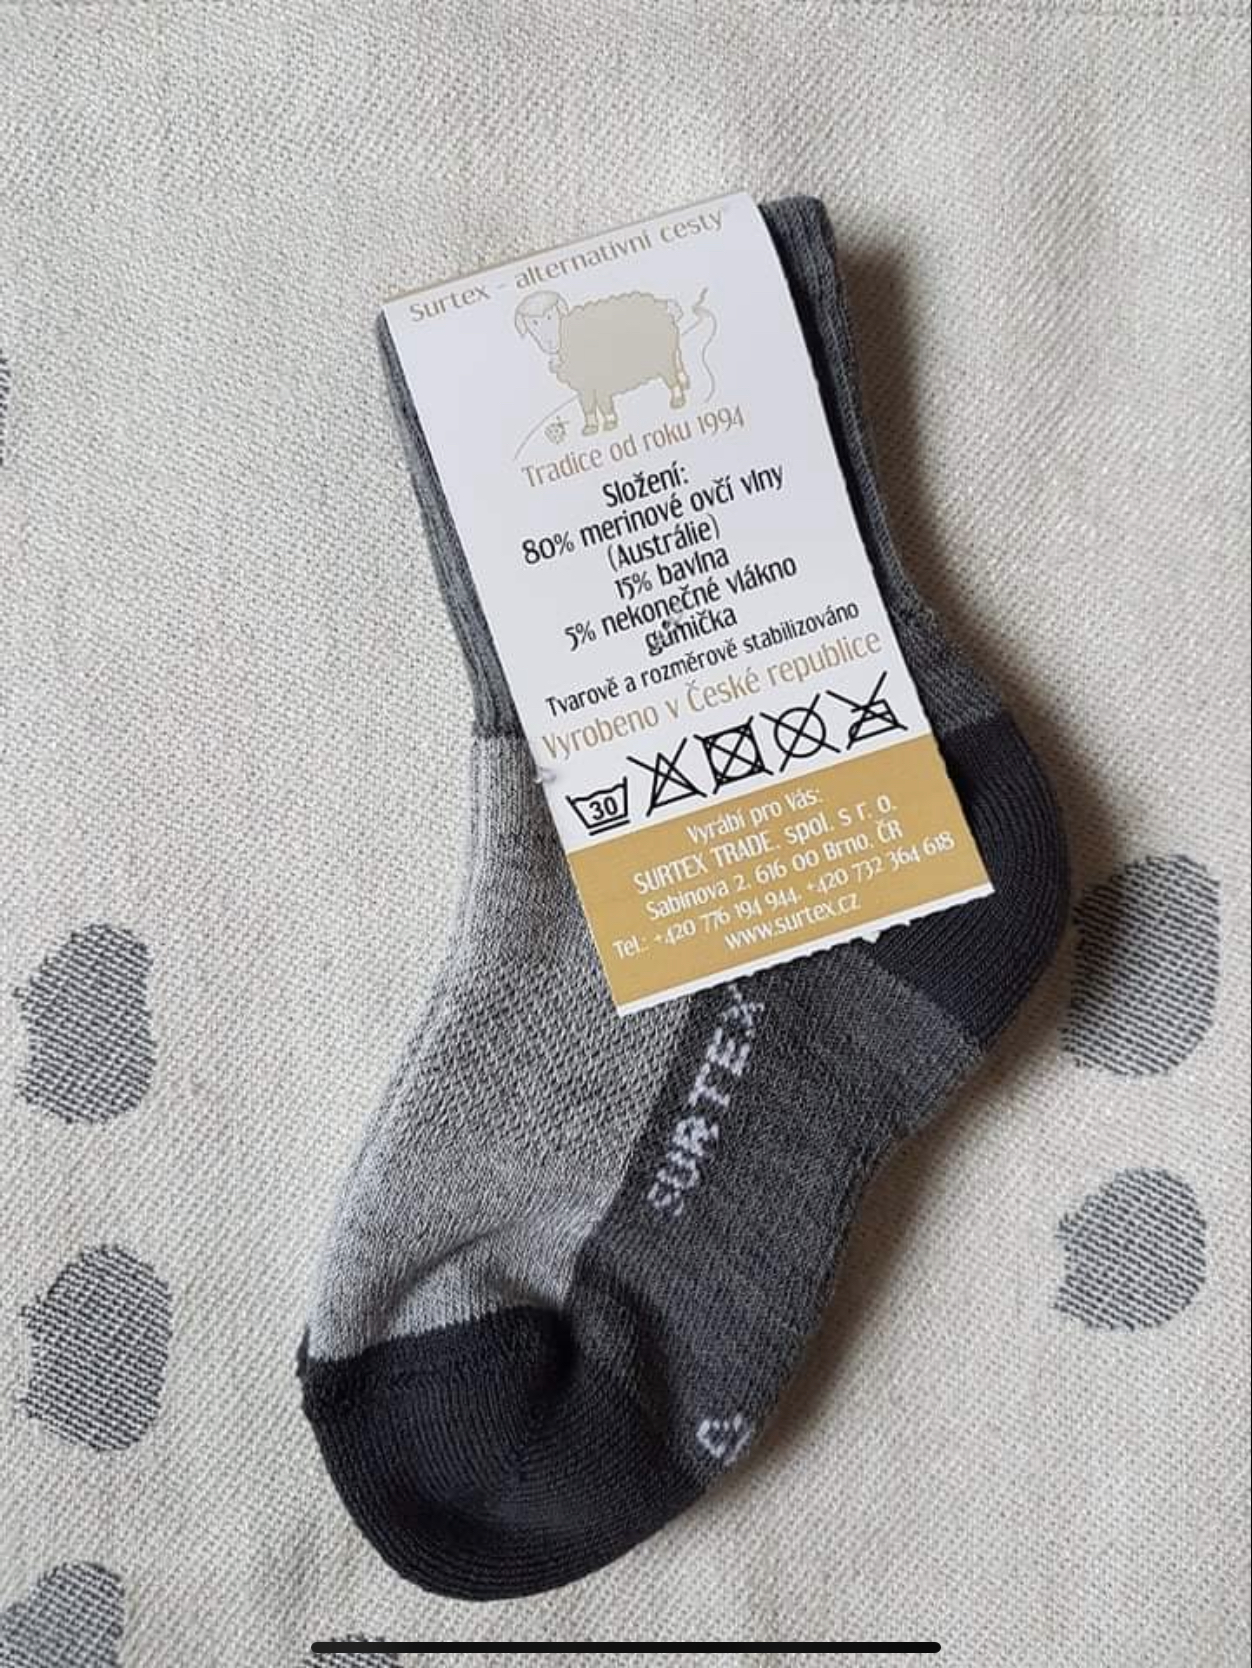 Surtex - alternativní cesty
Tradice od roku 1994
Složení:
80% merinové ovčí vlny
(Austrálie)
15% bavlna
5% nekonečné vlákno
gumička
Tvarově a rozměrově stabilizováno
Vyrobeno v České republice
30
Vyrábí pro Vás:
SURTEX TRADE, spol. s r. o.
Sabinova 2, 616 00 Brno, ČR
Tel.: +420 776 194 944, +420 732 364 618
www.surtex.cz
SURTEX